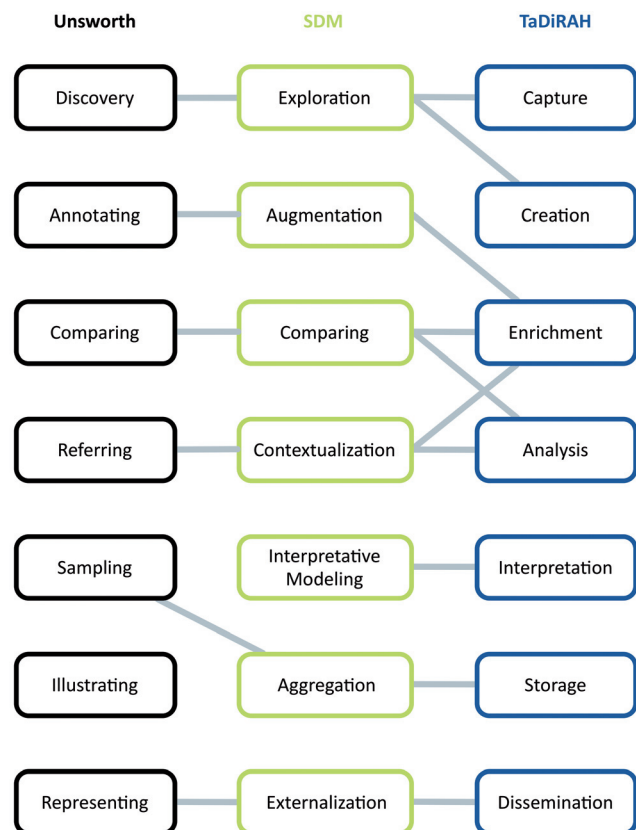 Unsworth SDM TaDiRAH
Discovery Exploration Capture
Annotating Augmentation Creation
Comparing Comparing Enrichment
Referring Contextualization Analysis
Sampling Interpretative Modeling Interpretation
Illustrating Aggregation Storage
Representing Externalization Dissemination